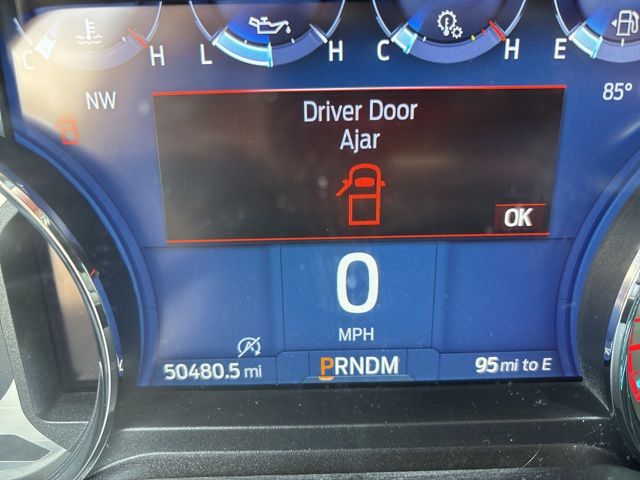 C H L H C H E
NW
85°
Driver Door
Ajar
OK
0
MPH
50480.5 mi
PRNDM
95 mi to E